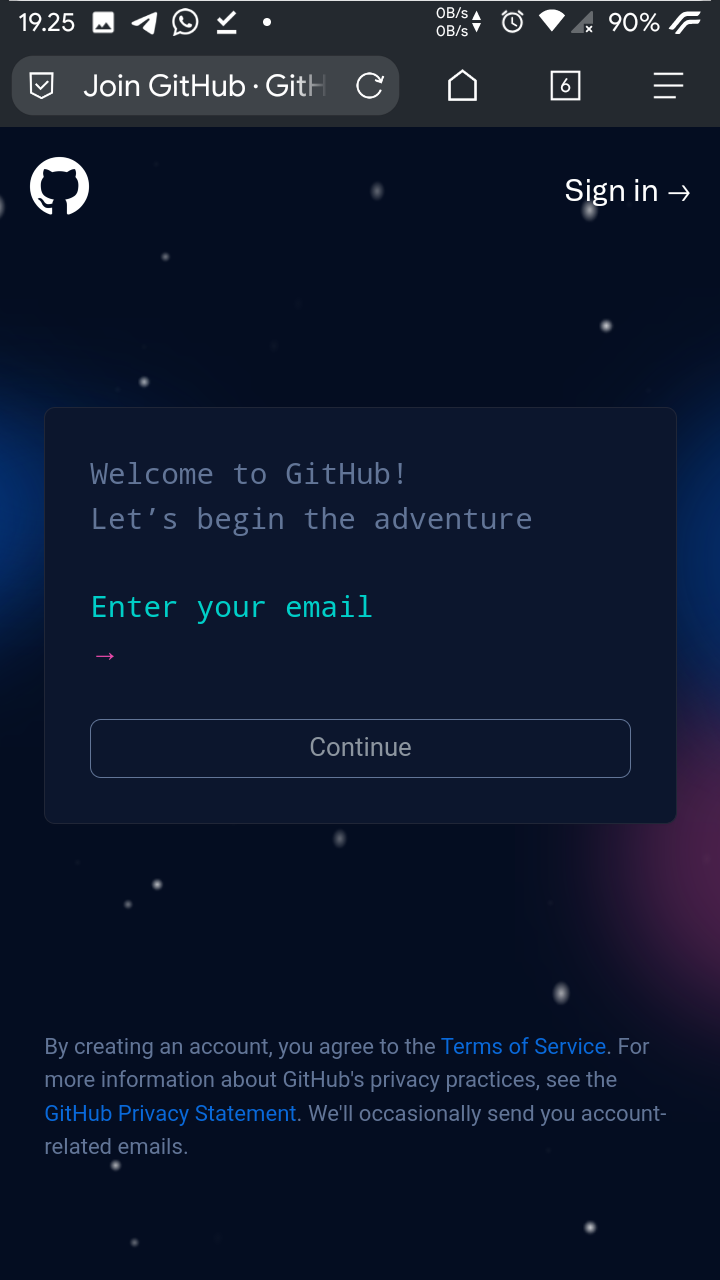 19.25
0B/s
0B/s
90%
Join GitHub · GitH
6
Sign in →
Welcome to GitHub!
Let’s begin the adventure
Enter your email
→
Continue
By creating an account, you agree to the Terms of Service. For
more information about GitHub's privacy practices, see the
GitHub Privacy Statement. We'll occasionally send you account-
related emails.